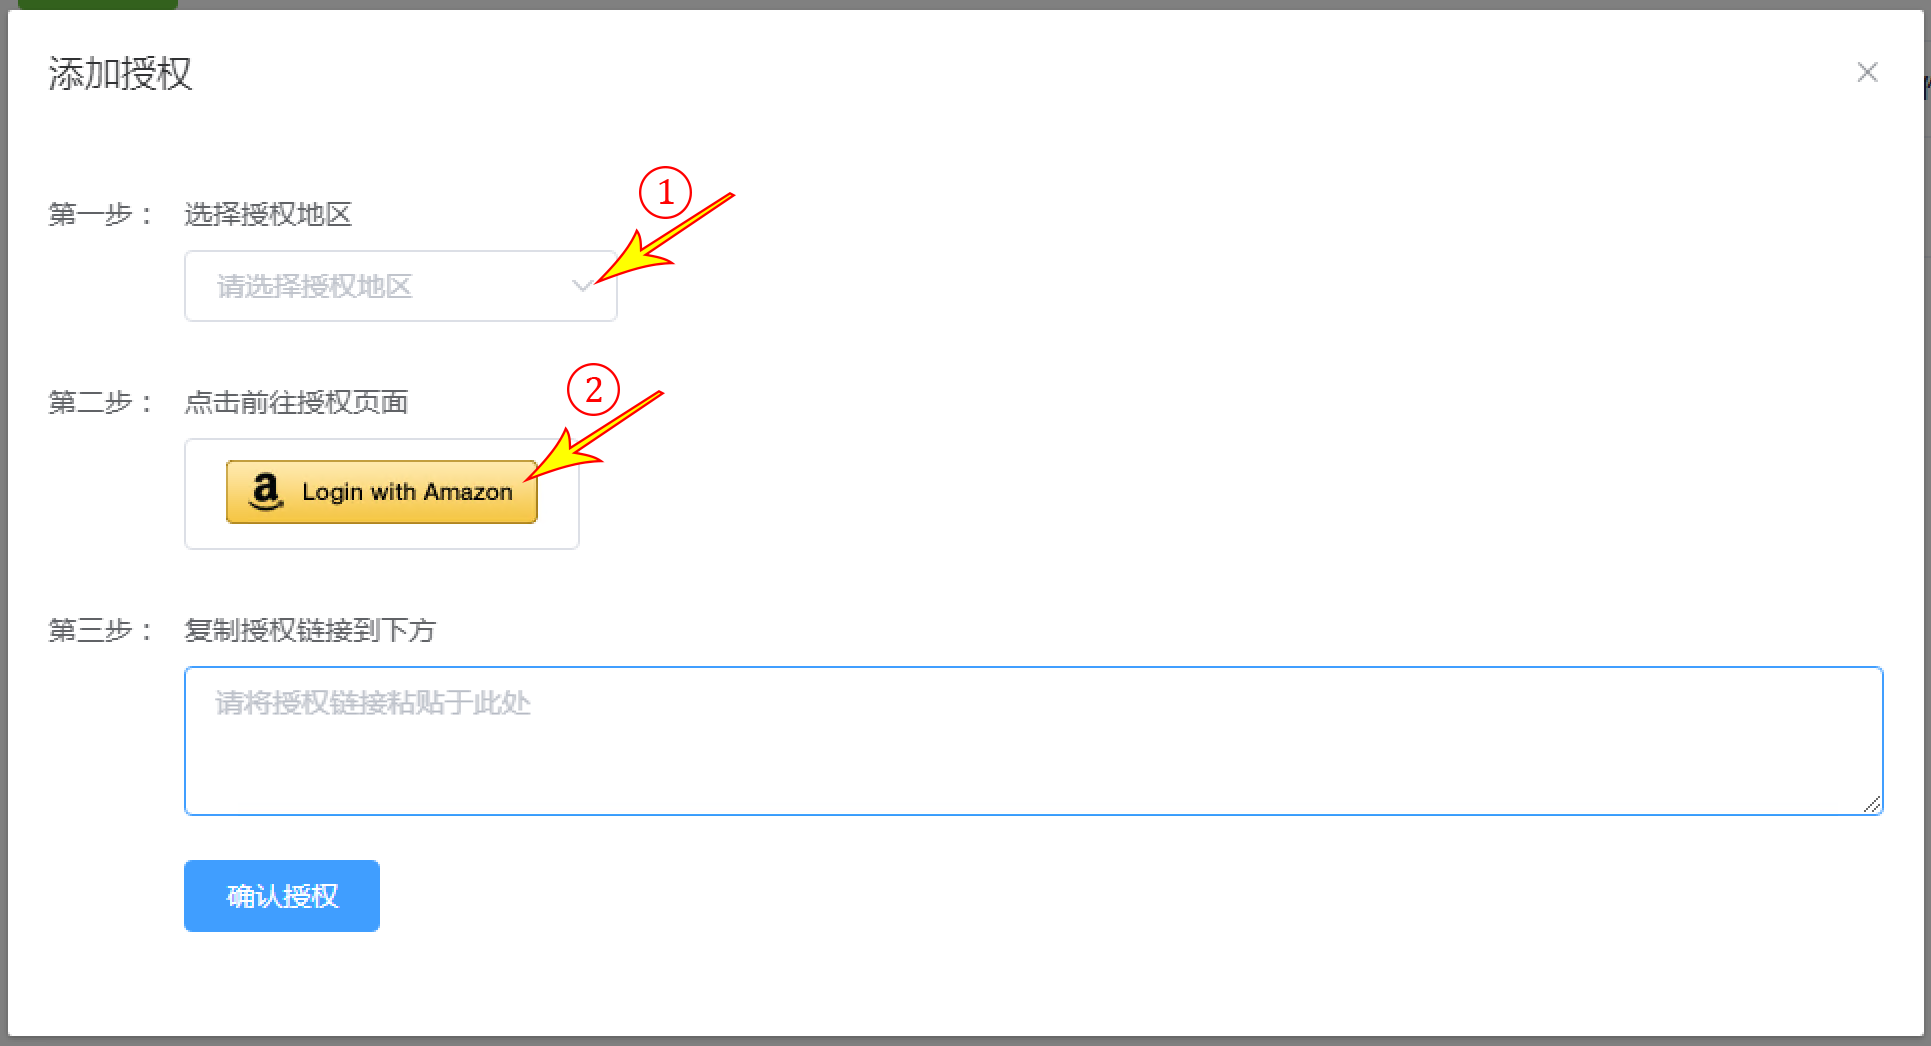 添加授权
①
第一步： 选择授权地区
请选择授权地区
②
第二步： 点击前往授权页面
a Login with Amazon
第三步： 复制授权链接到下方
请将授权链接粘贴于此处
确认授权